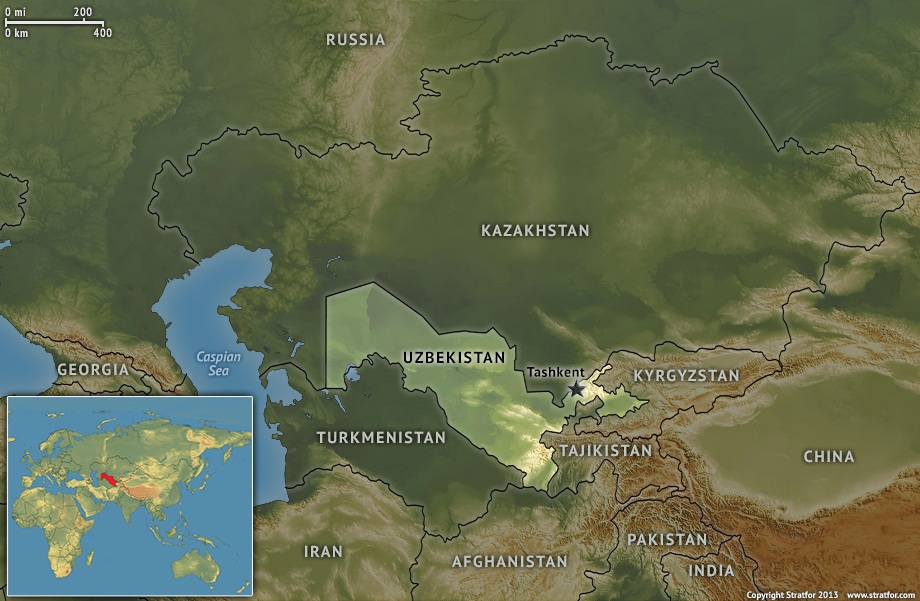 0 mi 200
0 km 400
RUSSIA
KAZAKHSTAN
Caspian
Sea
GEORGIA
UZBEKISTAN
Tashkent
KYRGYZSTAN
TURKMENISTAN
TAJIKISTAN
CHINA
IRAN
AFGHANISTAN
PAKISTAN
INDIA
Copyright Stratfor 2013 www.stratfor.com